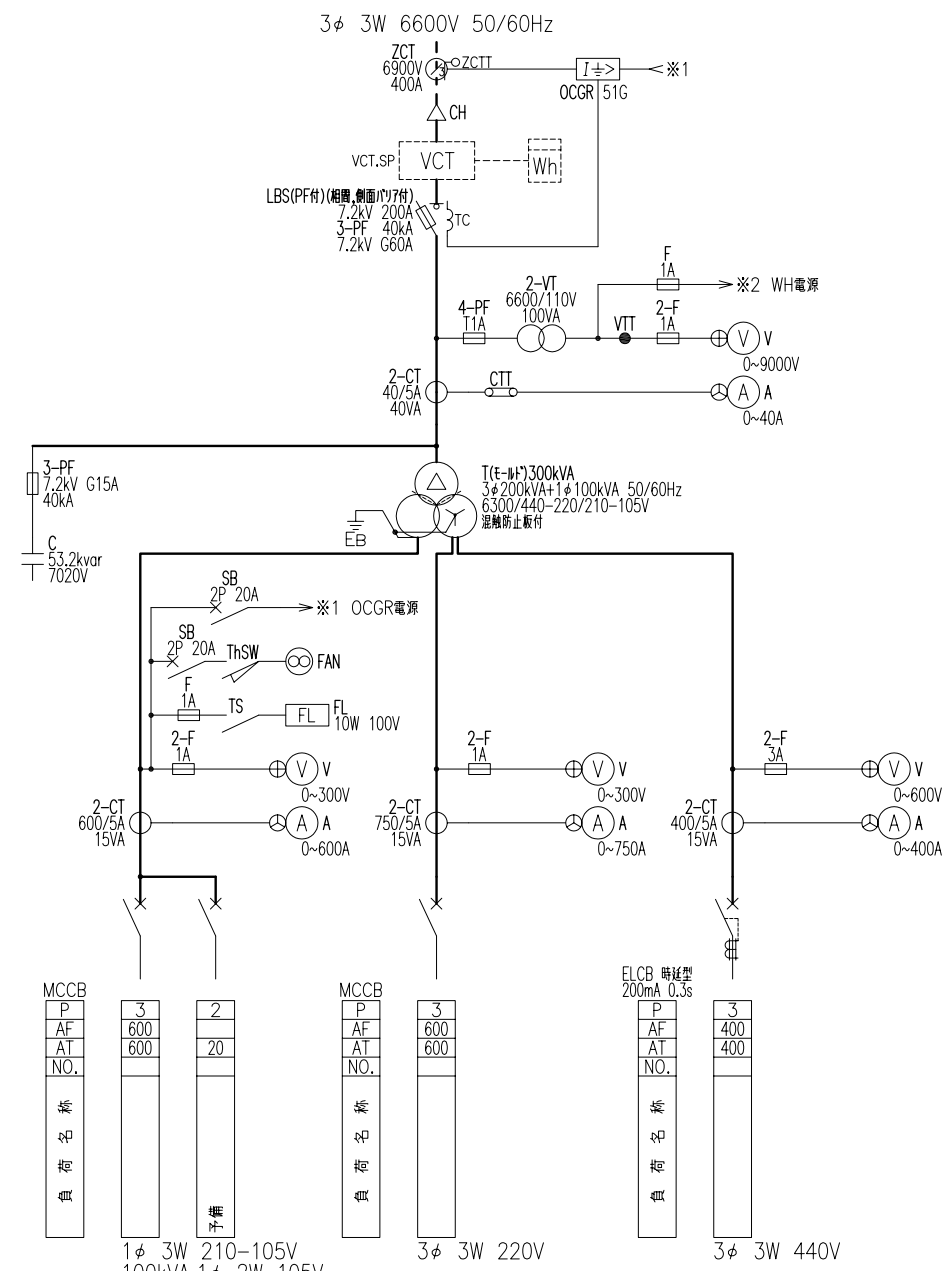 3φ 3W 6600V 50/60Hz
ZCT
6900V
400A
ZCTT
I⏚>
※1
OCGR 51G
CH
VCT.SP
VCT
Wh
LBS(PF付)(相間,側面バリア付)
7.2kV 200A
3-PF 40kA
7.2kV G60A
TC
F
1A
※2 WH電源
4-PF
T1A
2-VT
6600/110V
100VA
VTT
2-F
1A
V
V
0~9000V
2-CT
40/5A
40VA
CTT
A
A
0~40A
3-PF
7.2kV G15A
40kA
C
53.2kvar
7020V
T(モールド)300kVA
3φ200kVA+1φ100kVA 50/60Hz
6300/440-220/210-105V
混触防止板付
EB
SB
2P 20A
※1 OCGR電源
SB
2P 20A
ThSW
FAN
F
1A
TS
FL
FL
10W 100V
2-F
1A
V
V
0~300V
2-CT
600/5A
15VA
A
A
0~600A
2-F
1A
V
V
0~300V
2-CT
750/5A
15VA
A
A
0~750A
2-F
3A
V
V
0~600V
2-CT
400/5A
15VA
A
A
0~400A
MCCB
P 3 2
AF 600
AT 600 20
NO.
負荷名称
予備
1φ 3W 210-105V
100kVA 1φ 2W 105V
MCCB
P 3
AF 600
AT 600
NO.
負荷名称
3φ 3W 220V
ELCB 時延型
200mA 0.3s
P 3
AF 400
AT 400
NO.
負荷名称
3φ 3W 440V